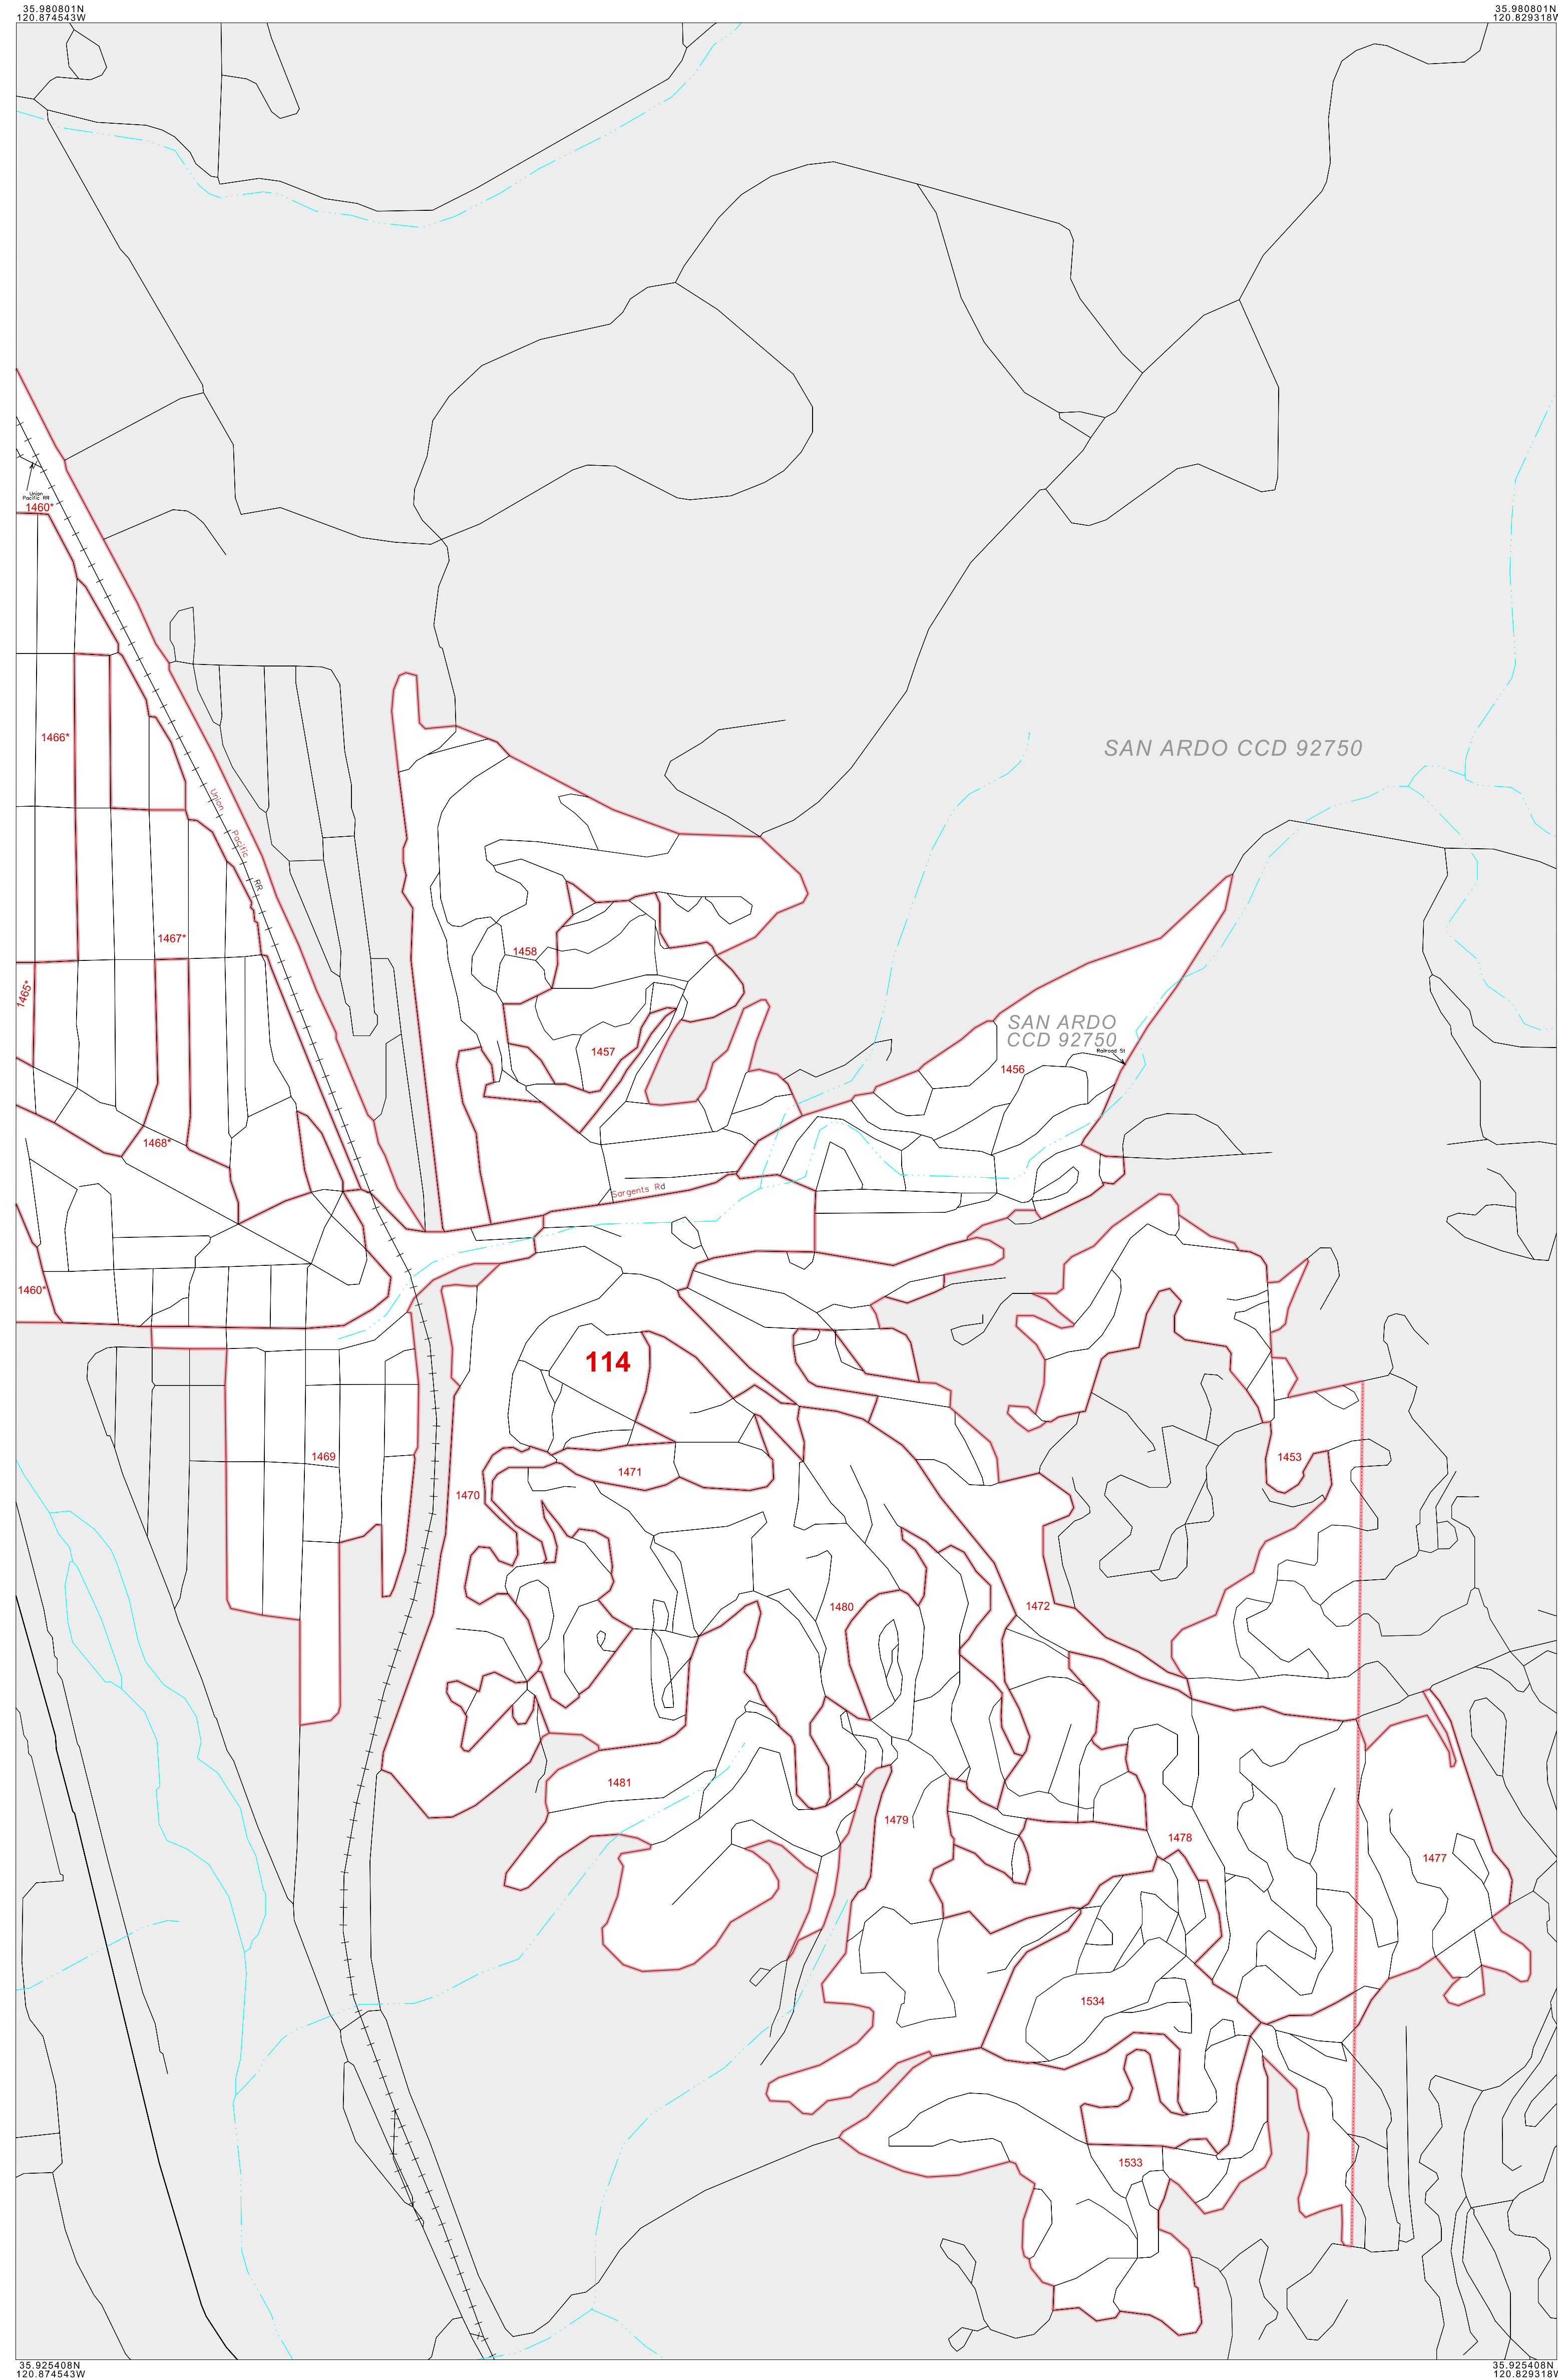 35.980801N
120.874543W
35.980801N
120.829318W
Union
Pacific RR
1460*
1466*
SAN ARDO CCD 92750
Union Pacific RR
1467*
1458
1465*
SAN ARDO
CCD 92750
Railroad St
1457
1456
1468*
Sargents Rd
1460*
114
1469
1453
1471
1470
1480
1472
1481
1479
1478
1477
1534
1533
35.925408N
120.874543W
35.925408N
120.829318W